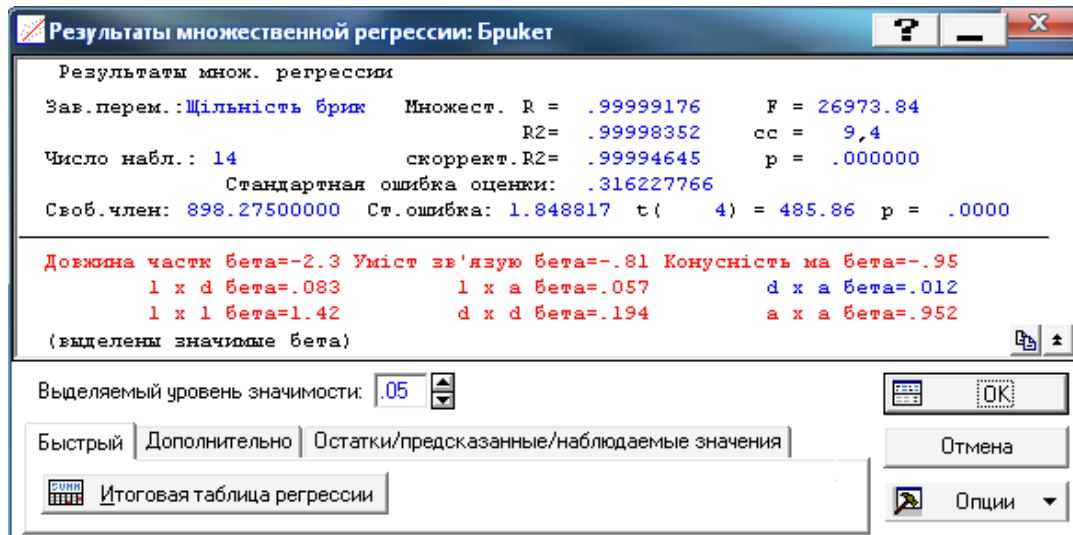 Результаты множественной регрессии: Бриkет
? _ X
Результаты множ. регрессии
Зав.перем.:Щільність брик Множест. R = .99999176 F = 26973.84
R2= .99998352 cc = 9,4
Число набл.: 14 скоррект.R2= .99994645 p = .000000
Стандартная ошибка оценки: .316227766
Своб.член: 898.27500000 Ст.ошибка: 1.848817 t( 4) = 485.86 p = .0000
Довжина частк бета=-2.3 Уміст зв'язую бета=-.81 Конусність ма бета=-.95
l x d бета=.083 l x a бета=.057 d x a бета=.012
l x l бета=1.42 d x d бета=.194 a x a бета=.952
(выделены значимые бета)
Выделяемый уровень значимости: .05
OK
Быстрый Дополнительно Остатки/предсказанные/наблюдаемые значения
Отмена
SUMM Итоговая таблица регрессии
Опции